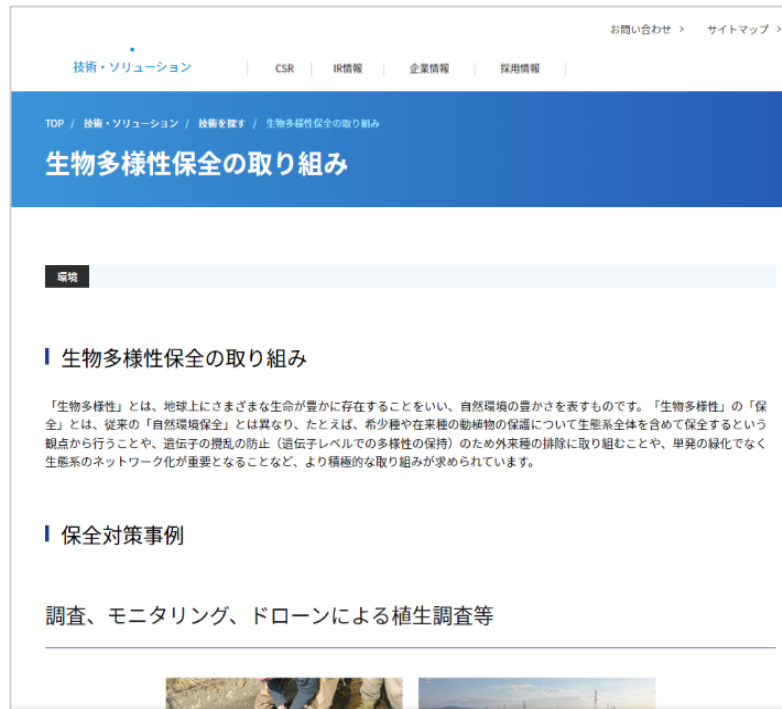 お問い合わせ > サイトマップ >
技術・ソリューション CSR IR情報 企業情報 採用情報
TOP / 技術・ソリューション / 技術を探す / 生物多様性保全の取り組み
生物多様性保全の取り組み
環境
生物多様性保全の取り組み
「生物多様性」とは、地球上にさまざまな生命が豊かに存在することをいい、自然環境の豊かさを表すものです。「生物多様性」の「保
全」とは、従来の「自然環境保全」とは異なり、たとえば、希少種や在来種の動植物の保護について生態系全体を含めて保全するという
観点から行うことや、遺伝子の攪乱の防止（遺伝子レベルでの多様性の保持）のため外来種の排除に取り組むことや、単発の緑化でなく
生態系のネットワーク化が重要となることなど、より積極的な取り組みが求められています。
保全対策事例
調査、モニタリング、ドローンによる植生調査等